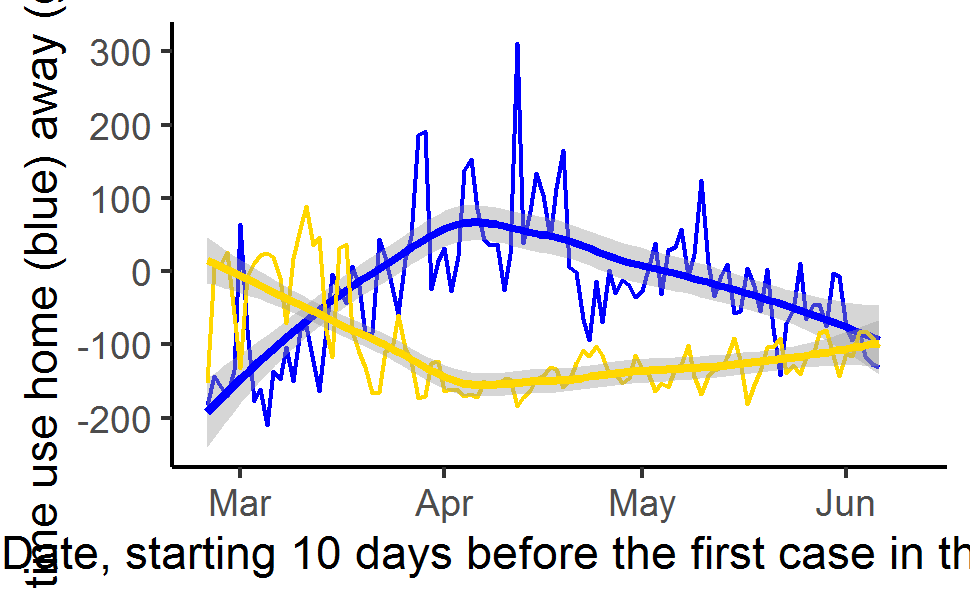 time use home (blue) away (
300
200
100
0
-100
-200
Mar Apr May Jun
Date, starting 10 days before the first case in th